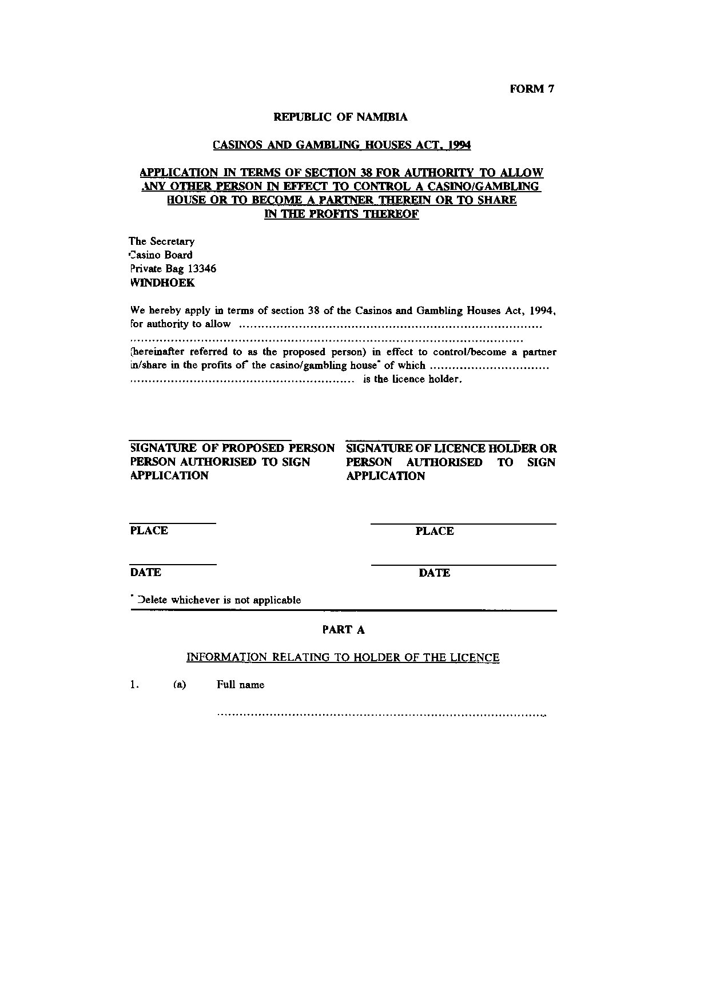 FORM 7
REPUBLIC OF NAMIBIA
CASINOS AND GAMBLING HOUSES ACT, 1994
APPLICATION IN TERMS OF SECTION 38 FOR AUTHORITY TO ALLOW
ANY OTHER PERSON IN EFFECT TO CONTROL A CASINO/GAMBLING
HOUSE OR TO BECOME A PARTNER THEREIN OR TO SHARE
IN THE PROFITS THEREOF
The Secretary
Casino Board
Private Bag 13346
WINDHOEK
We hereby apply in terms of section 38 of the Casinos and Gambling Houses Act, 1994,
for authority to allow ................................................................................
........................................................................................................
(hereinafter referred to as the proposed person) in effect to control/become a partner
in/share in the profits of* the casino/gambling house* of which ................................
............................................................ is the licence holder.
SIGNATURE OF PROPOSED PERSON SIGNATURE OF LICENCE HOLDER OR
PERSON AUTHORISED TO SIGN PERSON AUTHORISED TO SIGN
APPLICATION APPLICATION
PLACE PLACE
DATE DATE
* Delete whichever is not applicable
PART A
INFORMATION RELATING TO HOLDER OF THE LICENCE
1. (a) Full name
........................................................................................